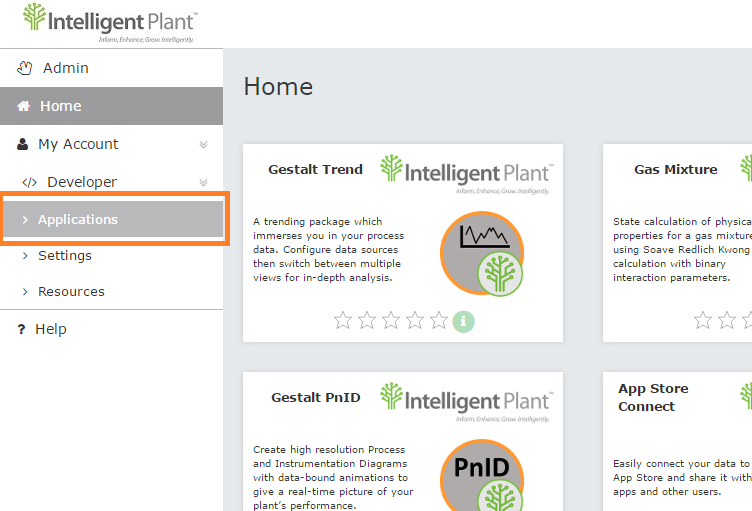 Intelligent Plant™
Inform, Enhance, Grow. Intelligently.
Admin
Home
My Account
Developer
Applications
Settings
Resources
? Help
Home
Gestalt Trend
Intelligent Plant™
Inform, Enhance, Grow. Intelligently.
A trending package which
immerses you in your process
data. Configure data sources
then switch between multiple
views for in-depth analysis.
i
Gas Mixture
State calculation of physica
properties for a gas mixture
using Soave Redlich Kwong
calculation with binary
interaction parameters.
Gestalt PnID
Intelligent Plant™
Inform, Enhance, Grow. Intelligently.
Create high resolution Process
and Instrumentation Diagrams
with data-bound animations to
give a real-time picture of your
plant's performance.
PnID
App Store
Connect
Easily connect your data to
App Store and share it with
apps and other users.